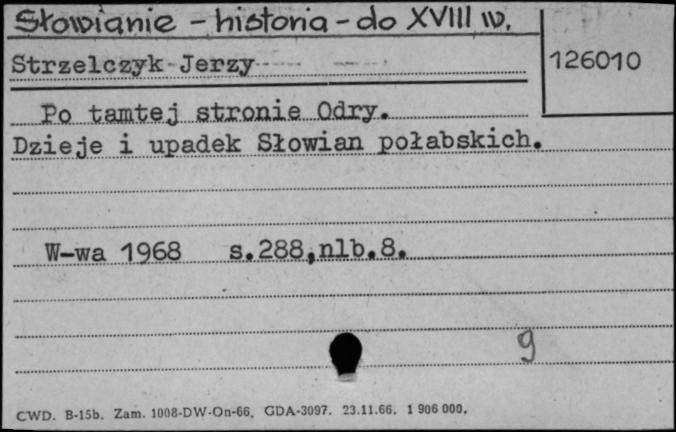 Słowianie - historia - do XVIII w.
Strzelczyk Jerzy
126010
Po tamtej stronie Odry.
Dzieje i upadek Słowian połabskich.
W-wa 1968 s.288,nlb.8.
9
CWD. B-15b. Zam. 1008-DW-On-66. GDA-3097. 23.11.66. 1 906 000.